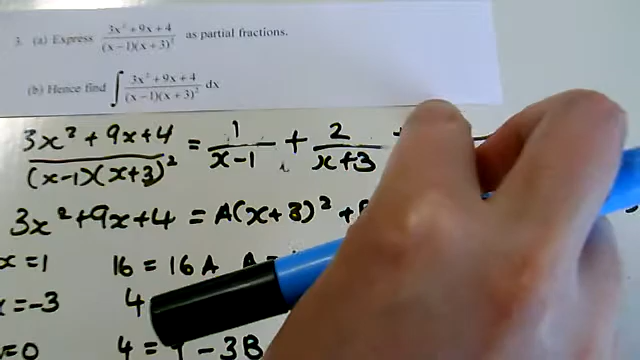 3. (a) Express (3x² + 9x + 4)/((x − 1)(x + 3)²) as partial fractions.
(b) Hence find ∫ (3x² + 9x + 4)/((x − 1)(x + 3)²) dx
(3x² + 9x + 4)/((x−1)(x+3)²) = 1/(x−1) + 2/(x+3)
3x² + 9x + 4 = A(x+3)² +
x = 1 16 = 16A A =
x = −3 4
= 0 4 = 9 − 3B